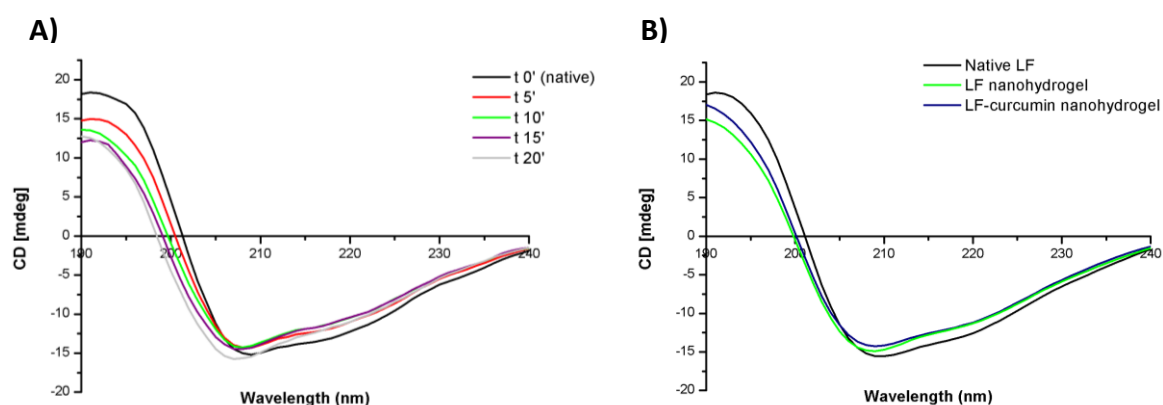 A)
t 0' (native)
t 5'
t 10'
t 15'
t 20'
CD [mdeg]
20
15
10
5
0
-5
-10
-15
-20
190
200
210
220
230
240
Wavelength (nm)
B)
Native LF
LF nanohydrogel
LF-curcumin nanohydrogel
CD [mdeg]
20
15
10
5
0
-5
-10
-15
-20
190
200
210
220
230
240
Wavelength (nm)